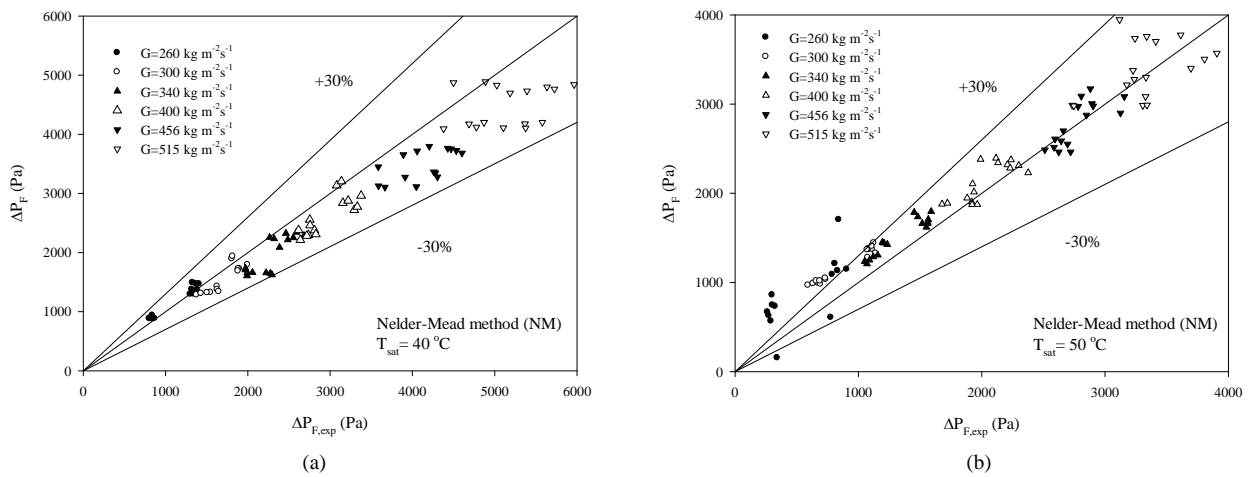 6000
5000
4000
3000
2000
1000
0
ΔP_F (Pa)
G=260 kg m⁻²s⁻¹
G=300 kg m⁻²s⁻¹
G=340 kg m⁻²s⁻¹
G=400 kg m⁻²s⁻¹
G=456 kg m⁻²s⁻¹
G=515 kg m⁻²s⁻¹
+30%
-30%
Nelder-Mead method (NM)
T_sat= 40 °C
0 1000 2000 3000 4000 5000 6000
ΔP_F,exp (Pa)
(a)
4000
3000
2000
1000
0
ΔP_F (Pa)
G=260 kg m⁻²s⁻¹
G=300 kg m⁻²s⁻¹
G=340 kg m⁻²s⁻¹
G=400 kg m⁻²s⁻¹
G=456 kg m⁻²s⁻¹
G=515 kg m⁻²s⁻¹
+30%
-30%
Nelder-Mead method (NM)
T_sat= 50 °C
0 1000 2000 3000 4000
ΔP_F,exp (Pa)
(b)